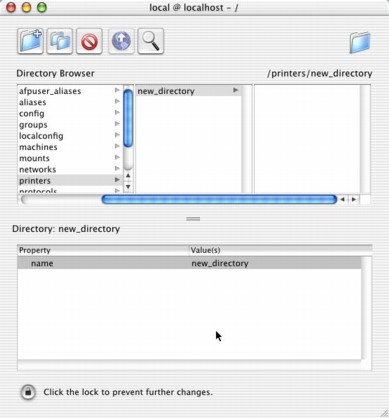 local @ localhost - /
Directory Browser
/printers/new_directory
afpuser_aliases
aliases
config
groups
localconfig
machines
mounts
networks
printers
protocols
new_directory
Directory: new_directory
Property Value(s)
name new_directory
Click the lock to prevent further changes.